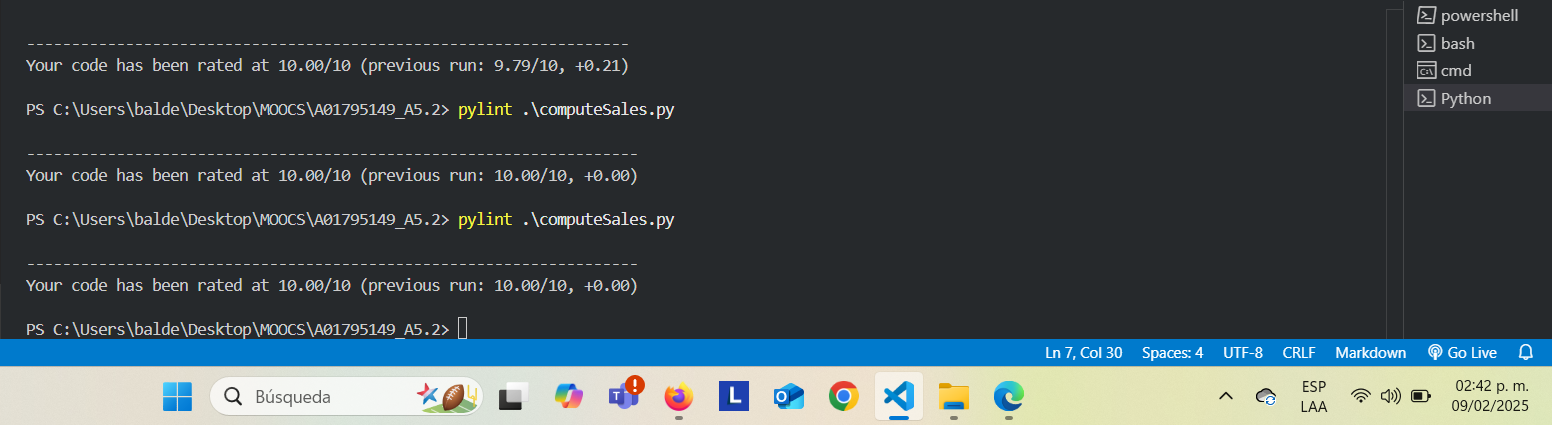 --------------------------------------------------------------------
Your code has been rated at 10.00/10 (previous run: 9.79/10, +0.21)
PS C:\Users\balde\Desktop\MOOCS\A01795149_A5.2> pylint .\computeSales.py
---------------------------------------------------------------------
Your code has been rated at 10.00/10 (previous run: 10.00/10, +0.00)
PS C:\Users\balde\Desktop\MOOCS\A01795149_A5.2> pylint .\computeSales.py
---------------------------------------------------------------------
Your code has been rated at 10.00/10 (previous run: 10.00/10, +0.00)
PS C:\Users\balde\Desktop\MOOCS\A01795149_A5.2>
powershell
bash
cmd
Python
Ln 7, Col 30 Spaces: 4 UTF-8 CRLF Markdown Go Live
Búsqueda
ESP
LAA
02:42 p. m.
09/02/2025